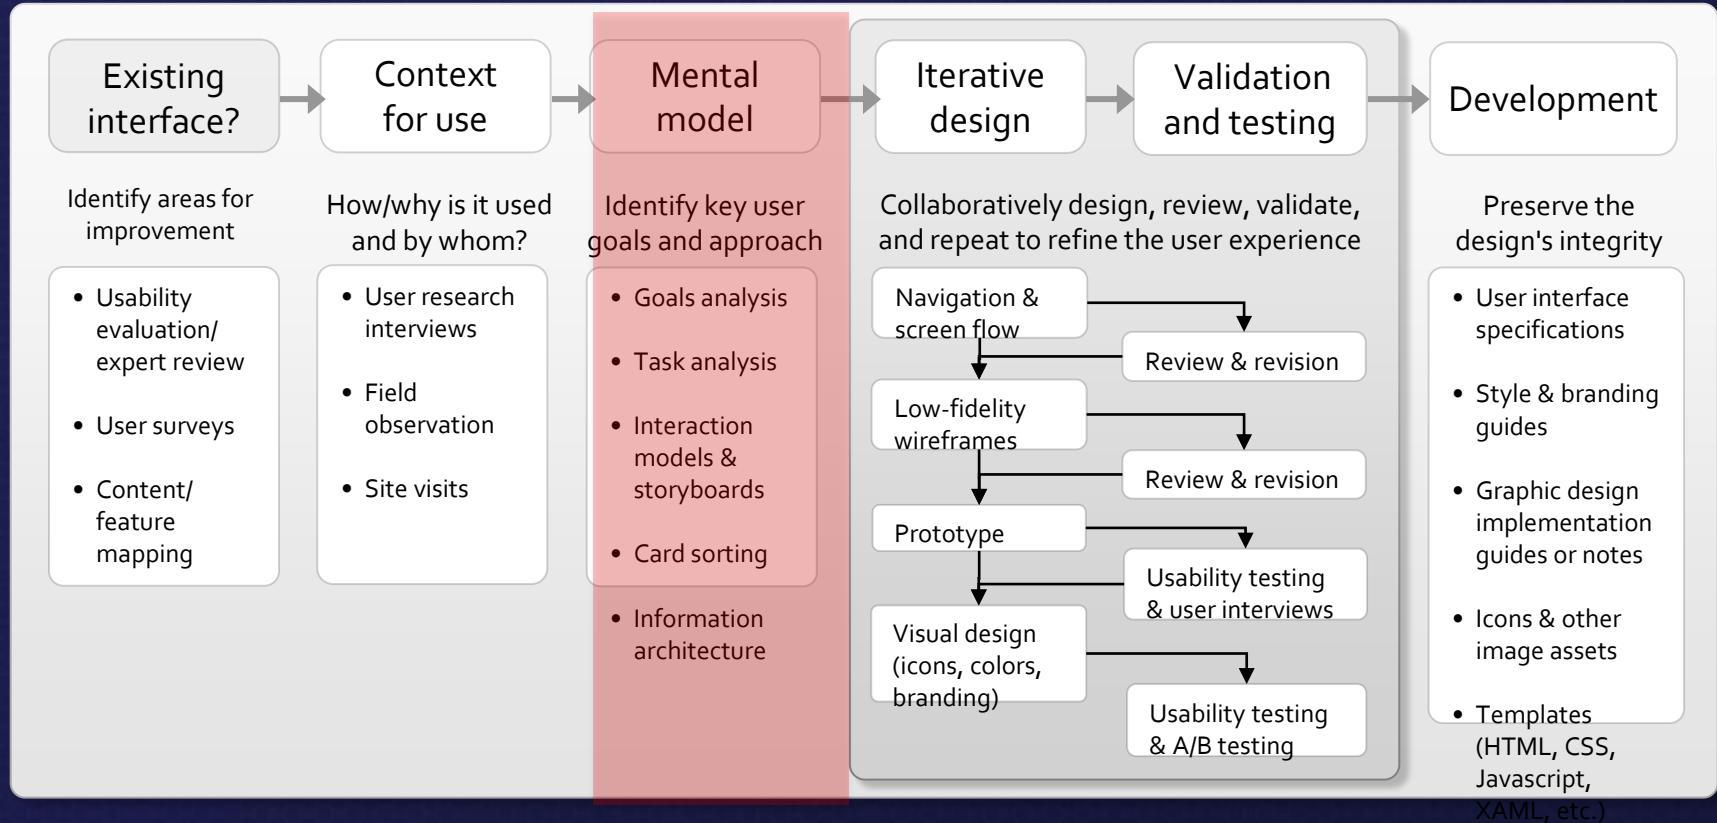 Existing
interface?
Context
for use
Mental
model
Iterative
design
Validation
and testing
Development
Identify areas for
improvement
How/why is it used
and by whom?
Identify key user
goals and approach
Collaboratively design, review, validate,
and repeat to refine the user experience
Preserve the
design's integrity
• Usability
evaluation/
expert review
• User surveys
• Content/
feature
mapping
• User research
interviews
• Field
observation
• Site visits
• Goals analysis
• Task analysis
• Interaction
models &
storyboards
• Card sorting
• Information
architecture
Navigation &
screen flow
Review & revision
Low-fidelity
wireframes
Review & revision
Prototype
Usability testing
& user interviews
Visual design
(icons, colors,
branding)
Usability testing
& A/B testing
• User interface
specifications
• Style & branding
guides
• Graphic design
implementation
guides or notes
• Icons & other
image assets
• Templates
(HTML, CSS,
Javascript,
XAML, etc.)